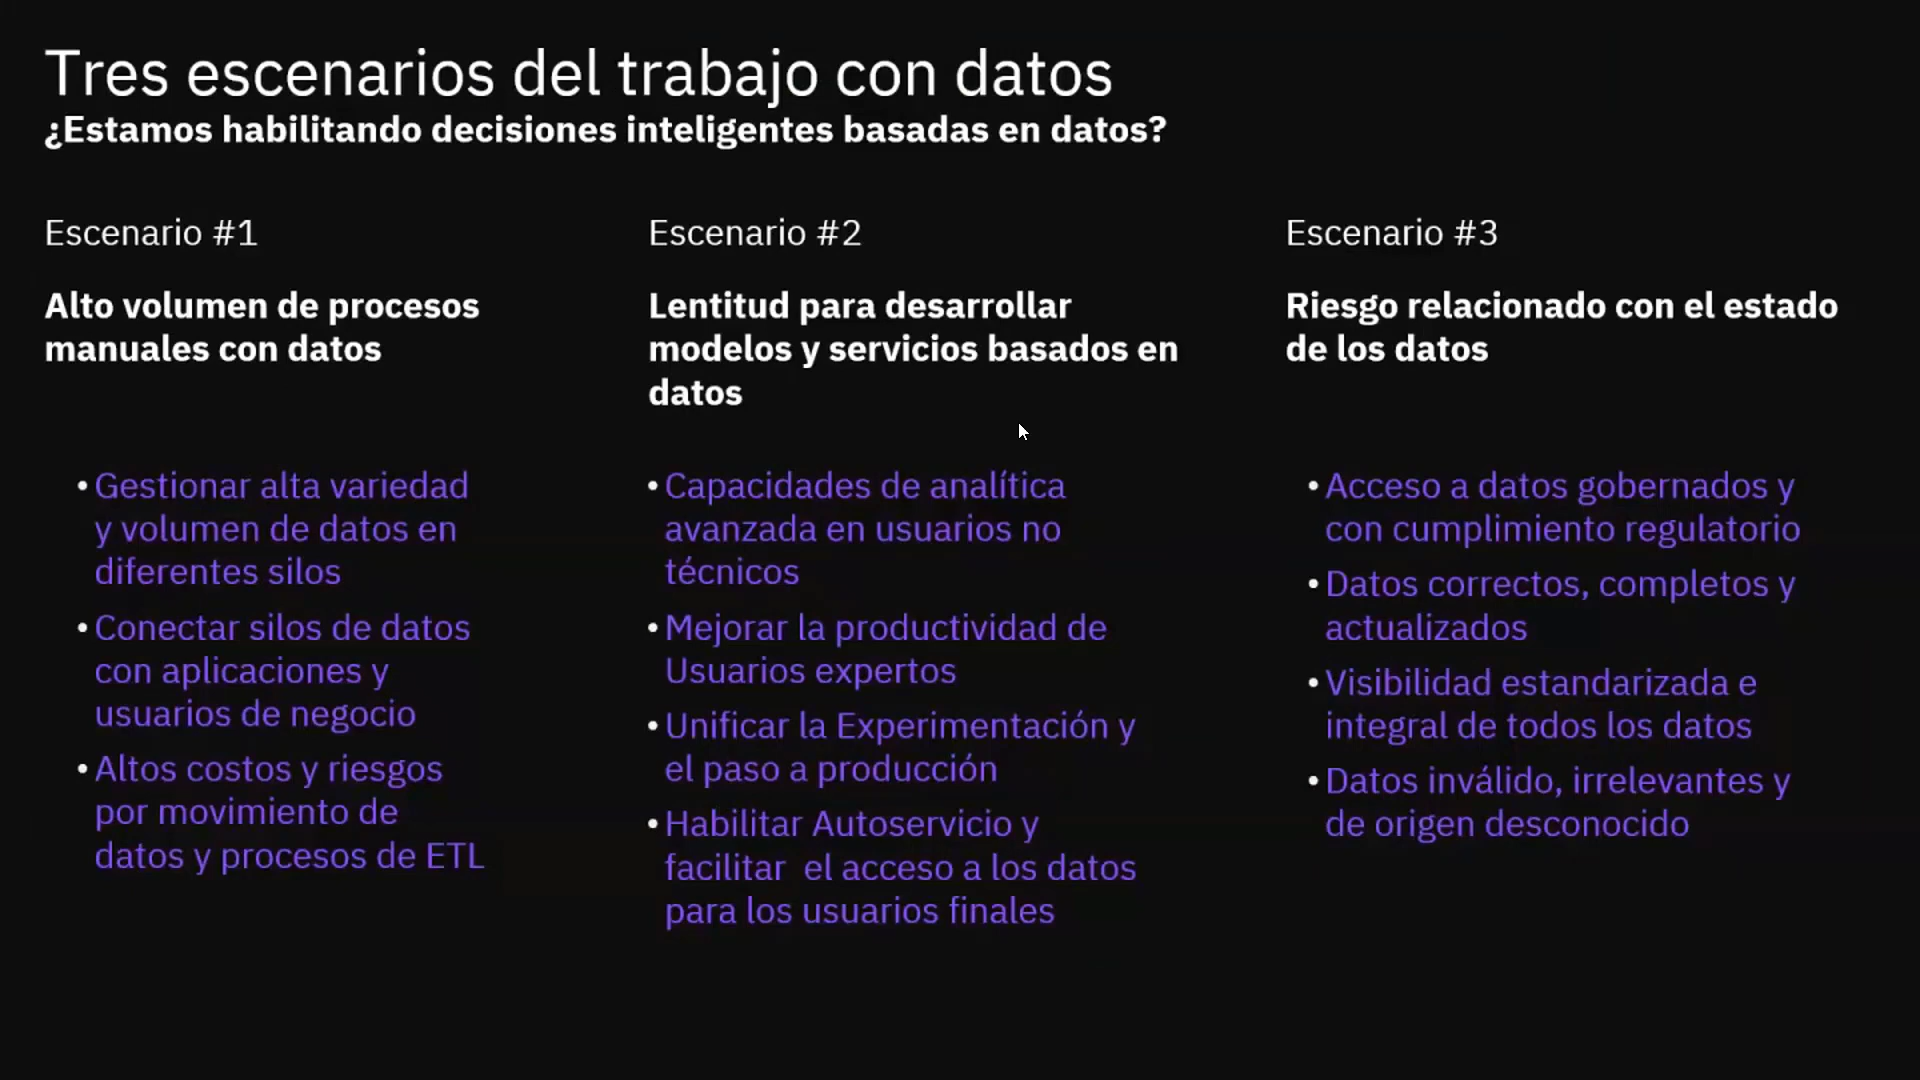 Tres escenarios del trabajo con datos
¿Estamos habilitando decisiones inteligentes basadas en datos?
Escenario #1
Alto volumen de procesos
manuales con datos
• Gestionar alta variedad
y volumen de datos en
diferentes silos
• Conectar silos de datos
con aplicaciones y
usuarios de negocio
• Altos costos y riesgos
por movimiento de
datos y procesos de ETL
Escenario #2
Lentitud para desarrollar
modelos y servicios basados en
datos
• Capacidades de analítica
avanzada en usuarios no
técnicos
• Mejorar la productividad de
Usuarios expertos
• Unificar la Experimentación y
el paso a producción
• Habilitar Autoservicio y
facilitar  el acceso a los datos
para los usuarios finales
Escenario #3
Riesgo relacionado con el estado
de los datos
• Acceso a datos gobernados y
con cumplimiento regulatorio
• Datos correctos, completos y
actualizados
• Visibilidad estandarizada e
integral de todos los datos
• Datos inválido, irrelevantes y
de origen desconocido